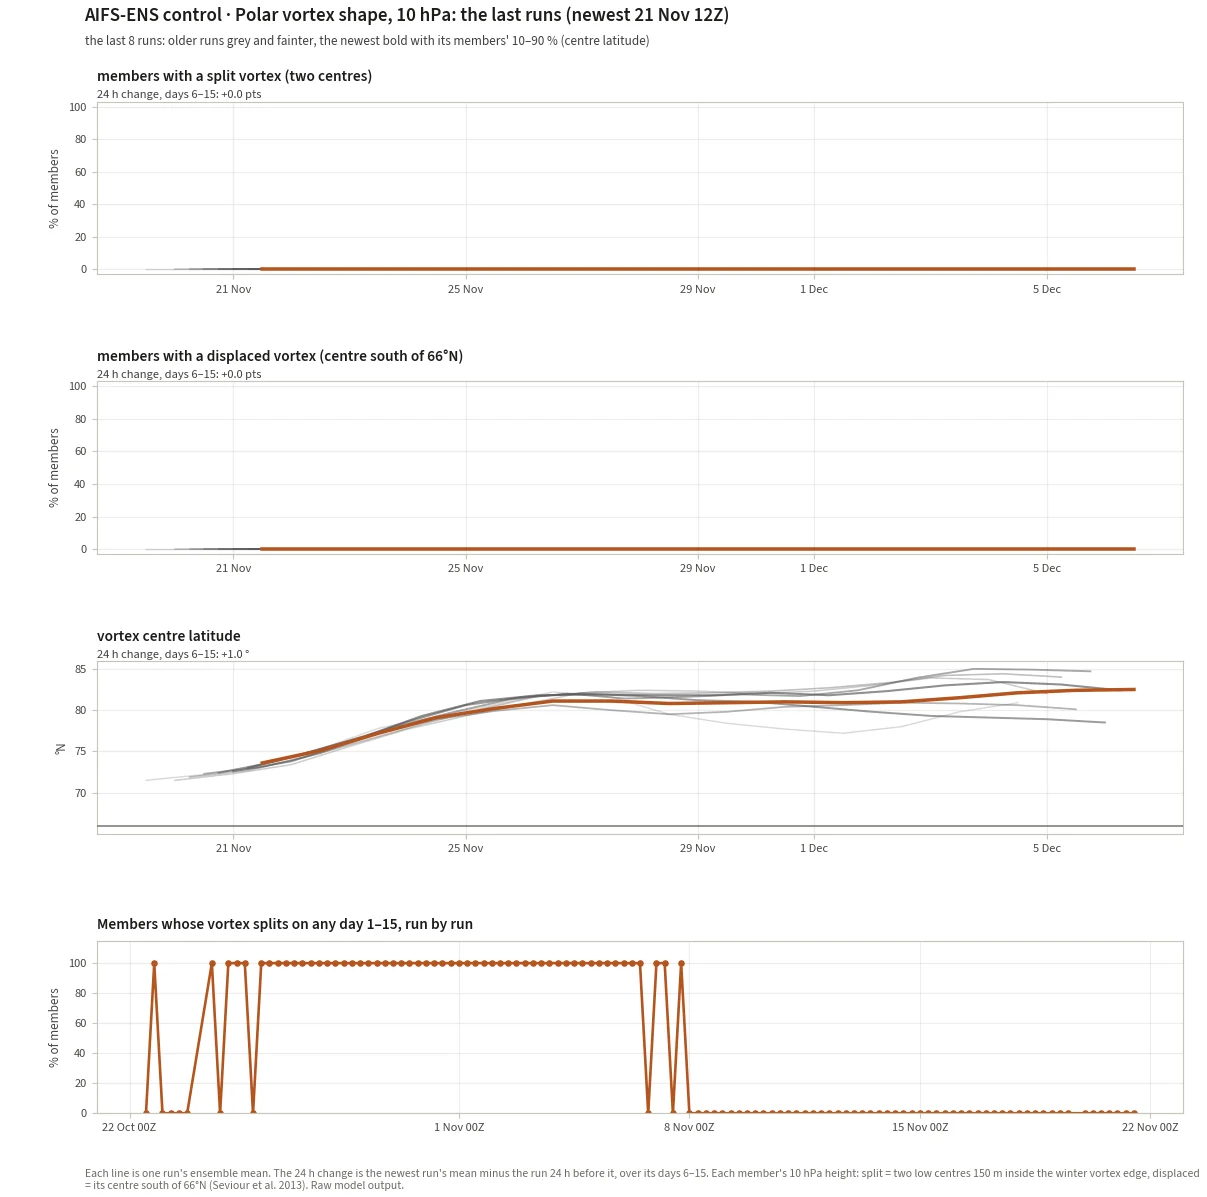 AIFS-ENS control · Polar vortex shape, 10 hPa: the last runs (newest 21 Nov 12Z)
the last 8 runs: older runs grey and fainter, the newest bold with its members' 10–90 % (centre latitude)
members with a split vortex (two centres)
24 h change, days 6–15: +0.0 pts
100
80
60
40
20
0
% of members
21 Nov
25 Nov
29 Nov
1 Dec
5 Dec
members with a displaced vortex (centre south of 66°N)
24 h change, days 6–15: +0.0 pts
100
80
60
40
20
0
% of members
21 Nov
25 Nov
29 Nov
1 Dec
5 Dec
vortex centre latitude
24 h change, days 6–15: +1.0 °
85
80
75
70
°N
21 Nov
25 Nov
29 Nov
1 Dec
5 Dec
Members whose vortex splits on any day 1–15, run by run
100
80
60
40
20
0
% of members
22 Oct 00Z
1 Nov 00Z
8 Nov 00Z
15 Nov 00Z
22 Nov 00Z
Each line is one run's ensemble mean. The 24 h change is the newest run's mean minus the run 24 h before it, over its days 6–15. Each member's 10 hPa height: split = two low centres 150 m inside the winter vortex edge, displaced
= its centre south of 66°N (Seviour et al. 2013). Raw model output.